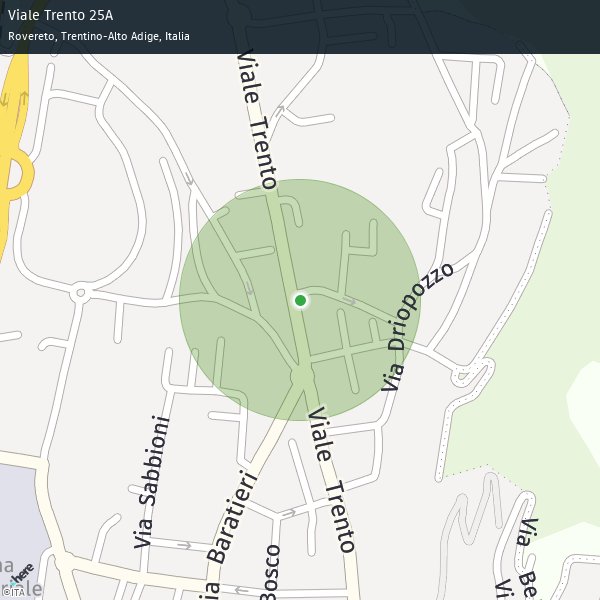 Viale Trento 25A
Rovereto, Trentino-Alto Adige, Italia
Viale Trento
Via Driopozzo
Via Sabbioni
Viale Trento
Baratieri
Bosco
Via
here
©ITA